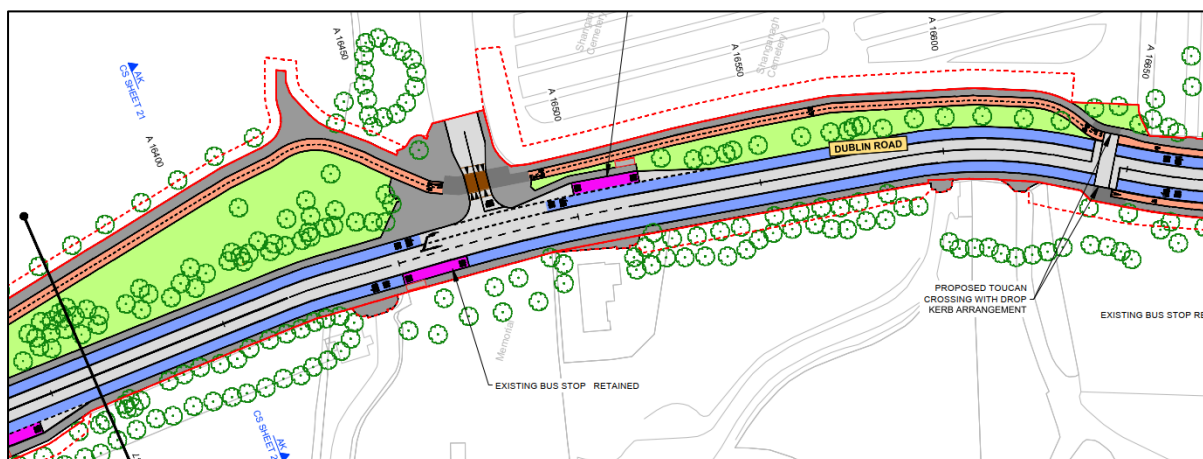 AK
CS SHEET 21
A 16400
A 16450
Shanganagh
Cemetery
A 16500
A 16550
Shanganagh
Cemetery
A 16600
A 16650
DUBLIN ROAD
PROPOSED TOUCAN
CROSSING WITH DROP
KERB ARRANGEMENT
EXISTING BUS STOP RE
Memorial
EXISTING BUS STOP RETAINED
AK
CS SHEET 2